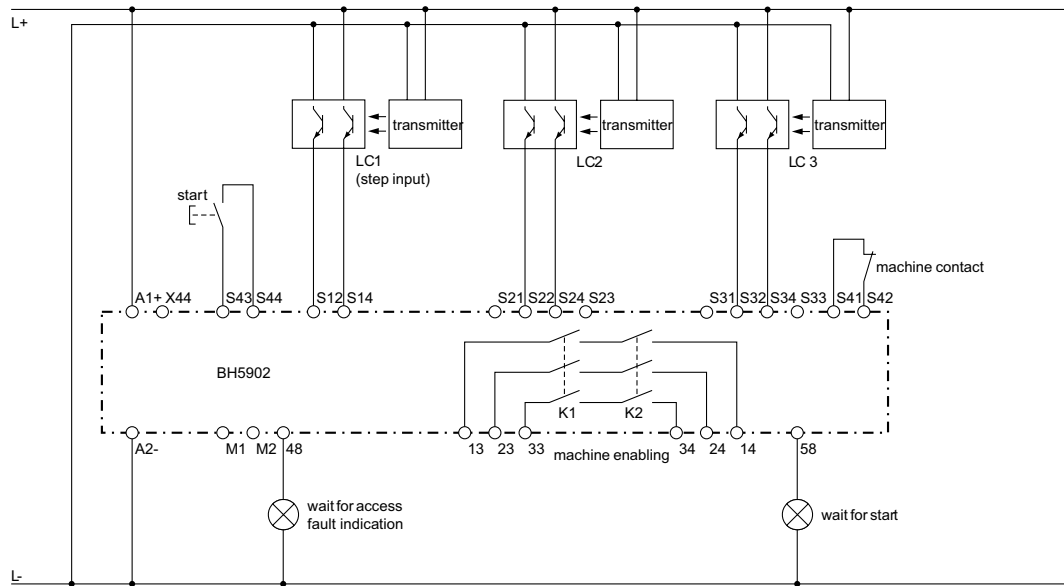 L+
transmitter
transmitter
transmitter
LC1
(step input)
LC2
LC 3
start
machine contact
A1+ X44 S43 S44 S12 S14 S21 S22 S24 S23 S31 S32 S34 S33 S41 S42
BH5902
K1 K2
A2- M1 M2 48 13 23 33 machine enabling 34 24 14 58
wait for access
fault indication
wait for start
L-